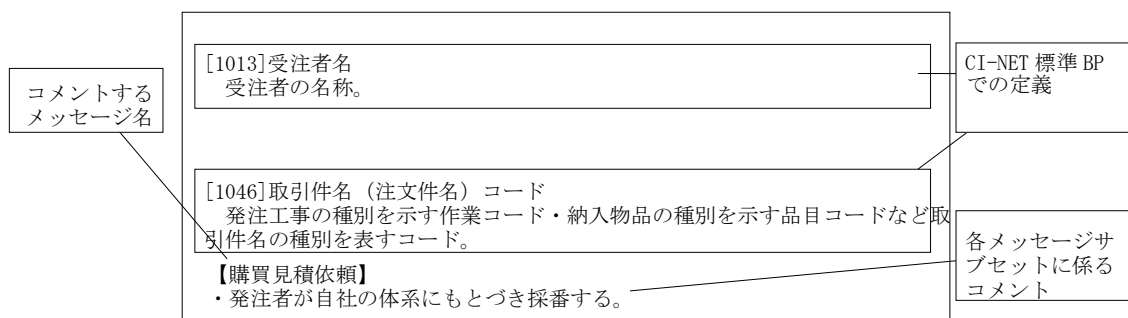 [1013]受注者名
受注者の名称。
CI-NET 標準 BP
での定義
コメントする
メッセージ名
[1046]取引件名（注文件名）コード
発注工事の種別を示す作業コード・納入物品の種別を示す品目コードなど取
引件名の種別を表すコード。
【購買見積依頼】
・発注者が自社の体系にもとづき採番する。
各メッセージサ
ブセットに係る
コメント